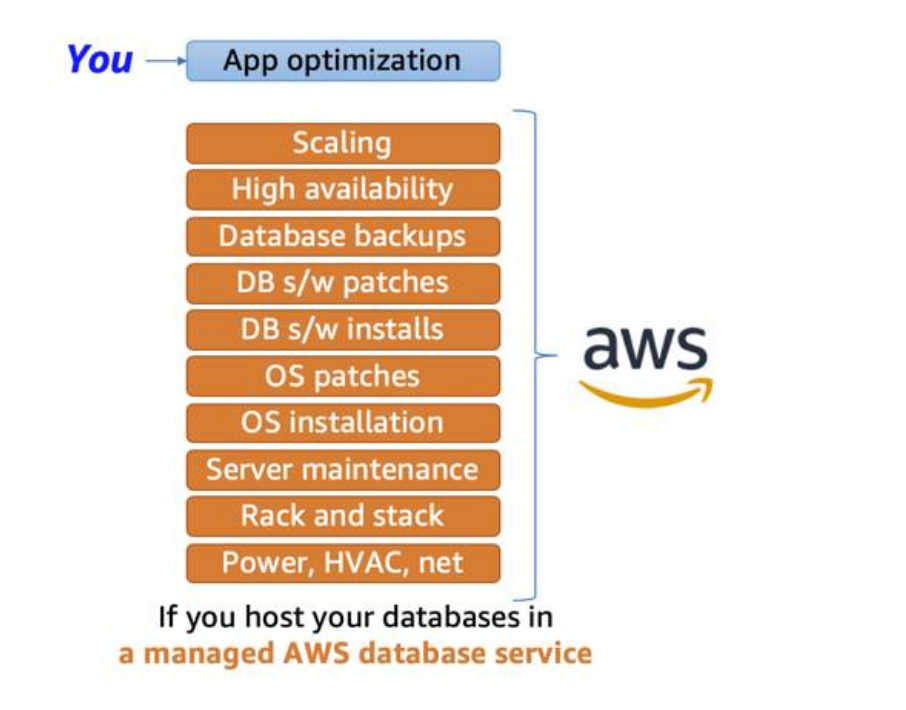 You
App optimization
Scaling
High availability
Database backups
DB s/w patches
DB s/w installs
OS patches
OS installation
Server maintenance
Rack and stack
Power, HVAC, net
aws
If you host your databases in
a managed AWS database service